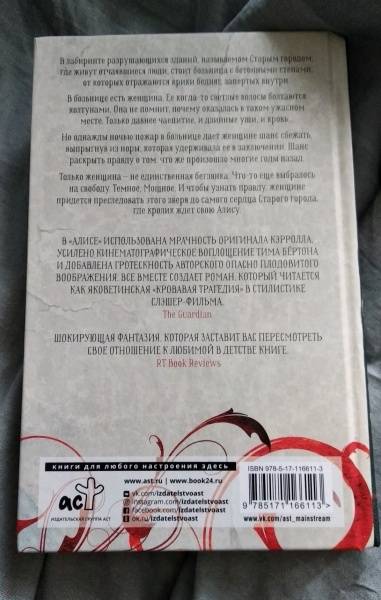 В лабиринте разрушающихся зданий, называемом Старым городом,
где живут отчаявшиеся люди, стоит больница с бетонными стенами,
от которых отражаются крики бедняг, запертых внутри.
В больнице есть женщина. Ее когда-то светлые волосы болтаются
колтунами. Она не помнит, почему оказалась в таком ужасном
месте. Только давнее чаепитие, и длинные уши, и кровь...
Но однажды ночью пожар в больнице дает женщине шанс сбежать,
выпрыгнув из норы, которая удерживала ее в заключении. Шанс
раскрыть правду о том, что же произошло многие годы назад.
Только женщина – не единственная беглянка. Что-то еще выбралось
на свободу. Темное. Мощное. И чтобы узнать правду, женщине
придется преследовать этого зверя до самого сердца Старого города,
где кролик ждет свою Алису.
В «АЛИСЕ» ИСПОЛЬЗОВАНА МРАЧНОСТЬ ОРИГИНАЛА КЭРРОЛЛА,
УСИЛЕНО КИНЕМАТОГРАФИЧЕСКОЕ ВОПЛОЩЕНИЕ ТИМА БЁРТОНА
И ДОБАВЛЕНА ГРОТЕСКНОСТЬ АВТОРСКОГО ОПАСНО ПЛОДОВИТОГО
ВООБРАЖЕНИЯ. ВСЕ ВМЕСТЕ СОЗДАЕТ РОМАН, КОТОРЫЙ ЧИТАЕТСЯ
КАК ЯКОВЕТИНСКАЯ «КРОВАВАЯ ТРАГЕДИЯ» В СТИЛИСТИКЕ
СЛЭШЕР-ФИЛЬМА.
The Guardian
ШОКИРУЮЩАЯ ФАНТАЗИЯ, КОТОРАЯ ЗАСТАВИТ ВАС ПЕРЕСМОТРЕТЬ
СВОЕ ОТНОШЕНИЕ К ЛЮБИМОЙ В ДЕТСТВЕ КНИГЕ.
RT Book Reviews
книги для любого настроения здесь
аст
ИЗДАТЕЛЬСКАЯ ГРУППА АСТ
www.ast.ru | www.book24.ru
vk.com/izdatelstvoast
instagram.com/izdatelstvoast
facebook.com/izdatelstvoast
ok.ru/izdatelstvoast
ISBN 978-5-17-116611-3
9 785171 166113 >
www.vk.com/ast_mainstream